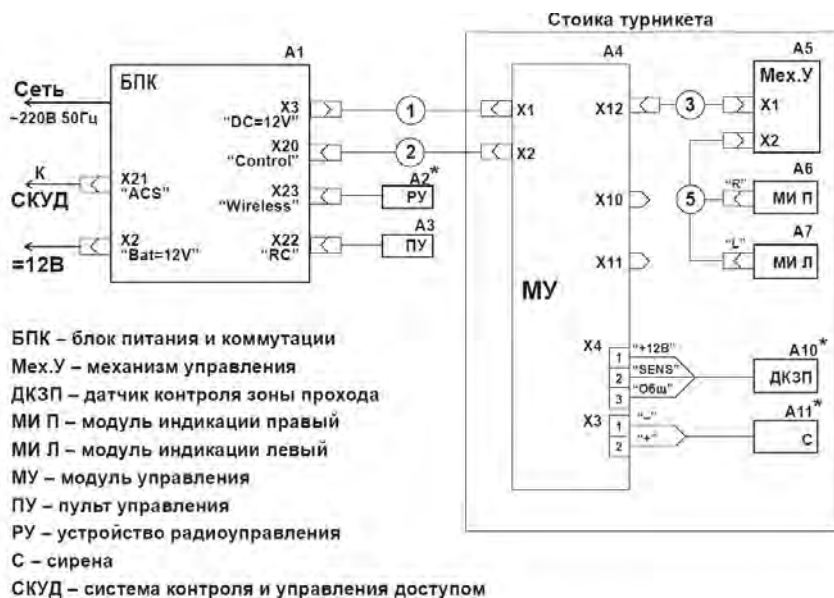 Стойка турникета
A1
БПК
Сеть
~220В 50Гц
X3
"DC=12V"
1
X20
"Control"
2
К
СКУД
X21
"ACS"
X23
"Wireless"
A2*
РУ
A3
ПУ
=12В
X2
"Bat=12V"
X22
"RC"
A4
X1
X2
X12
3
X10
X11
МУ
A5
Мех.У
X1
X2
A6
"R"
МИ П
5
A7
"L"
МИ Л
X4
1
"+12В"
2
"SENS"
3
"Общ"
A10*
ДКЗП
X3
1
"–"
2
"+"
A11*
С
БПК – блок питания и коммутации
Мех.У – механизм управления
ДКЗП – датчик контроля зоны прохода
МИ П – модуль индикации правый
МИ Л – модуль индикации левый
МУ – модуль управления
ПУ – пульт управления
РУ – устройство радиоуправления
С – сирена
СКУД – система контроля и управления доступом